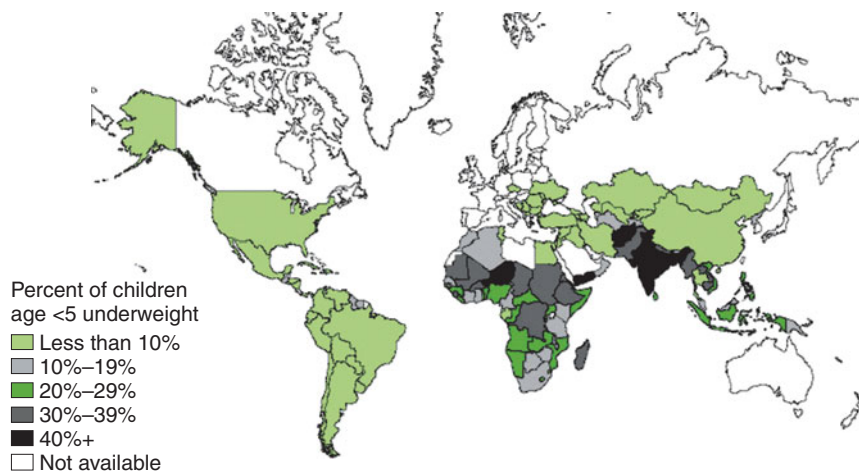 Percent of children
age <5 underweight
Less than 10%
10%–19%
20%–29%
30%–39%
40%+
Not available